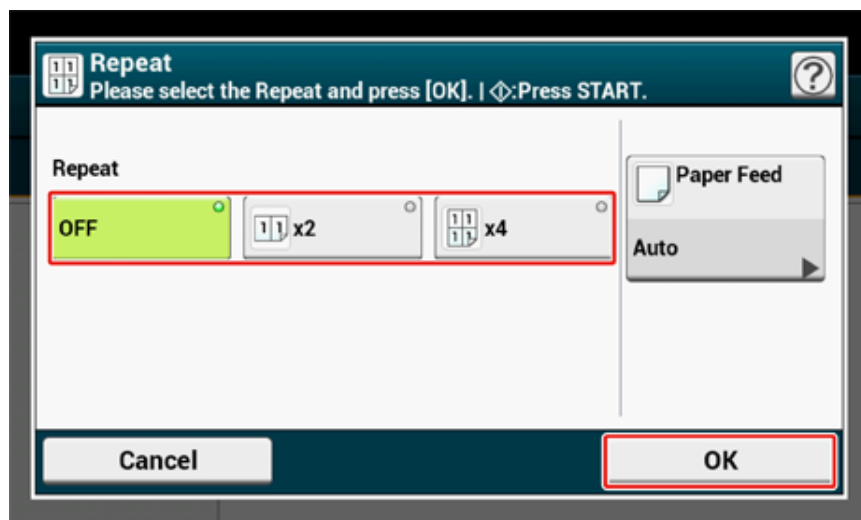 Repeat
Please select the Repeat and press [OK]. | :Press START.
Repeat
OFF
x2
x4
Paper Feed
Auto
Cancel
OK